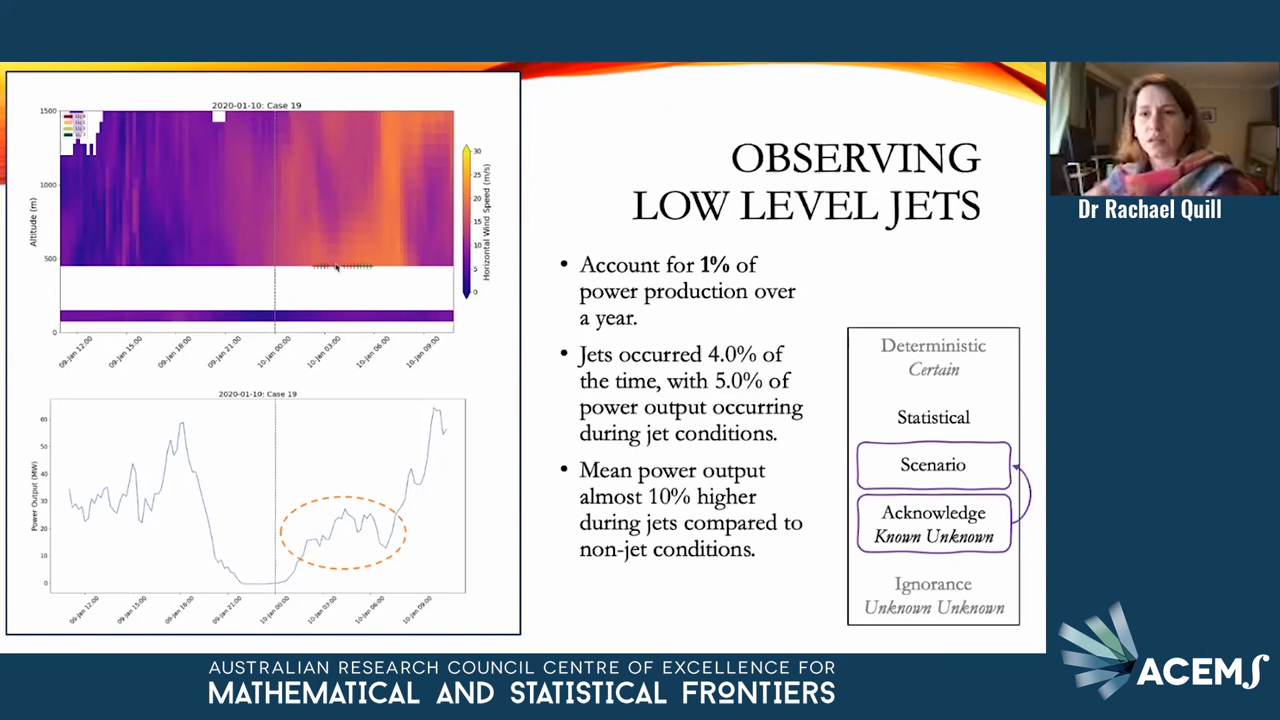 2020-01-10: Case 19
1500
1000
500
0
Altitude (m)
30
25
20
15
10
5
0
Horizontal Wind Speed (m/s)
09-Jan 12:00
09-Jan 15:00
09-Jan 18:00
09-Jan 21:00
10-Jan 00:00
10-Jan 03:00
10-Jan 06:00
10-Jan 09:00
2020-01-10: Case 19
60
50
40
30
20
10
0
Power Output (MW)
09-Jan 12:00
09-Jan 15:00
09-Jan 18:00
09-Jan 21:00
10-Jan 00:00
10-Jan 03:00
10-Jan 06:00
10-Jan 09:00
OBSERVING
LOW LEVEL JETS
• Account for 1% of
power production over
a year.
• Jets occurred 4.0% of
the time, with 5.0% of
power output occurring
during jet conditions.
• Mean power output
almost 10% higher
during jets compared to
non-jet conditions.
Deterministic
Certain
Statistical
Scenario
Acknowledge
Known Unknown
Ignorance
Unknown Unknown
Dr Rachael Quill
AUSTRALIAN RESEARCH COUNCIL CENTRE OF EXCELLENCE FOR
MATHEMATICAL AND STATISTICAL FRONTIERS
ACEMS